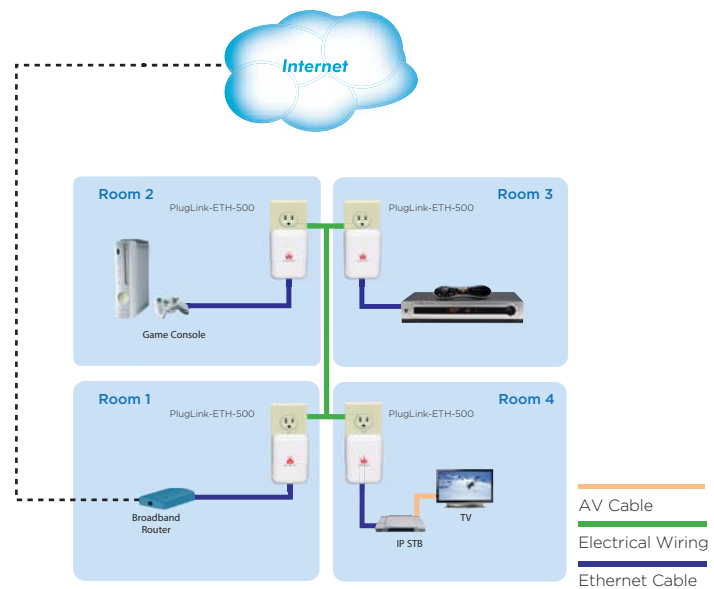 Internet
Room 2
PlugLink-ETH-500
Game Console
Room 3
PlugLink-ETH-500
Room 1
PlugLink-ETH-500
Broadband
Router
Room 4
PlugLink-ETH-500
IP STB
TV
AV Cable
Electrical Wiring
Ethernet Cable